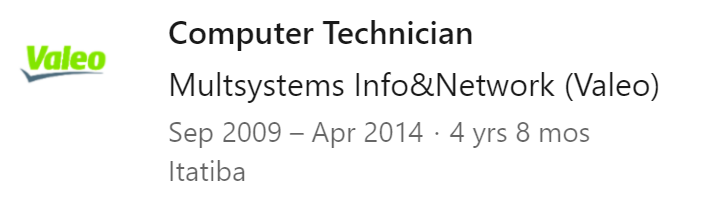 Valeo
Computer Technician
Multsystems Info&Network (Valeo)
Sep 2009 – Apr 2014 · 4 yrs 8 mos
Itatiba